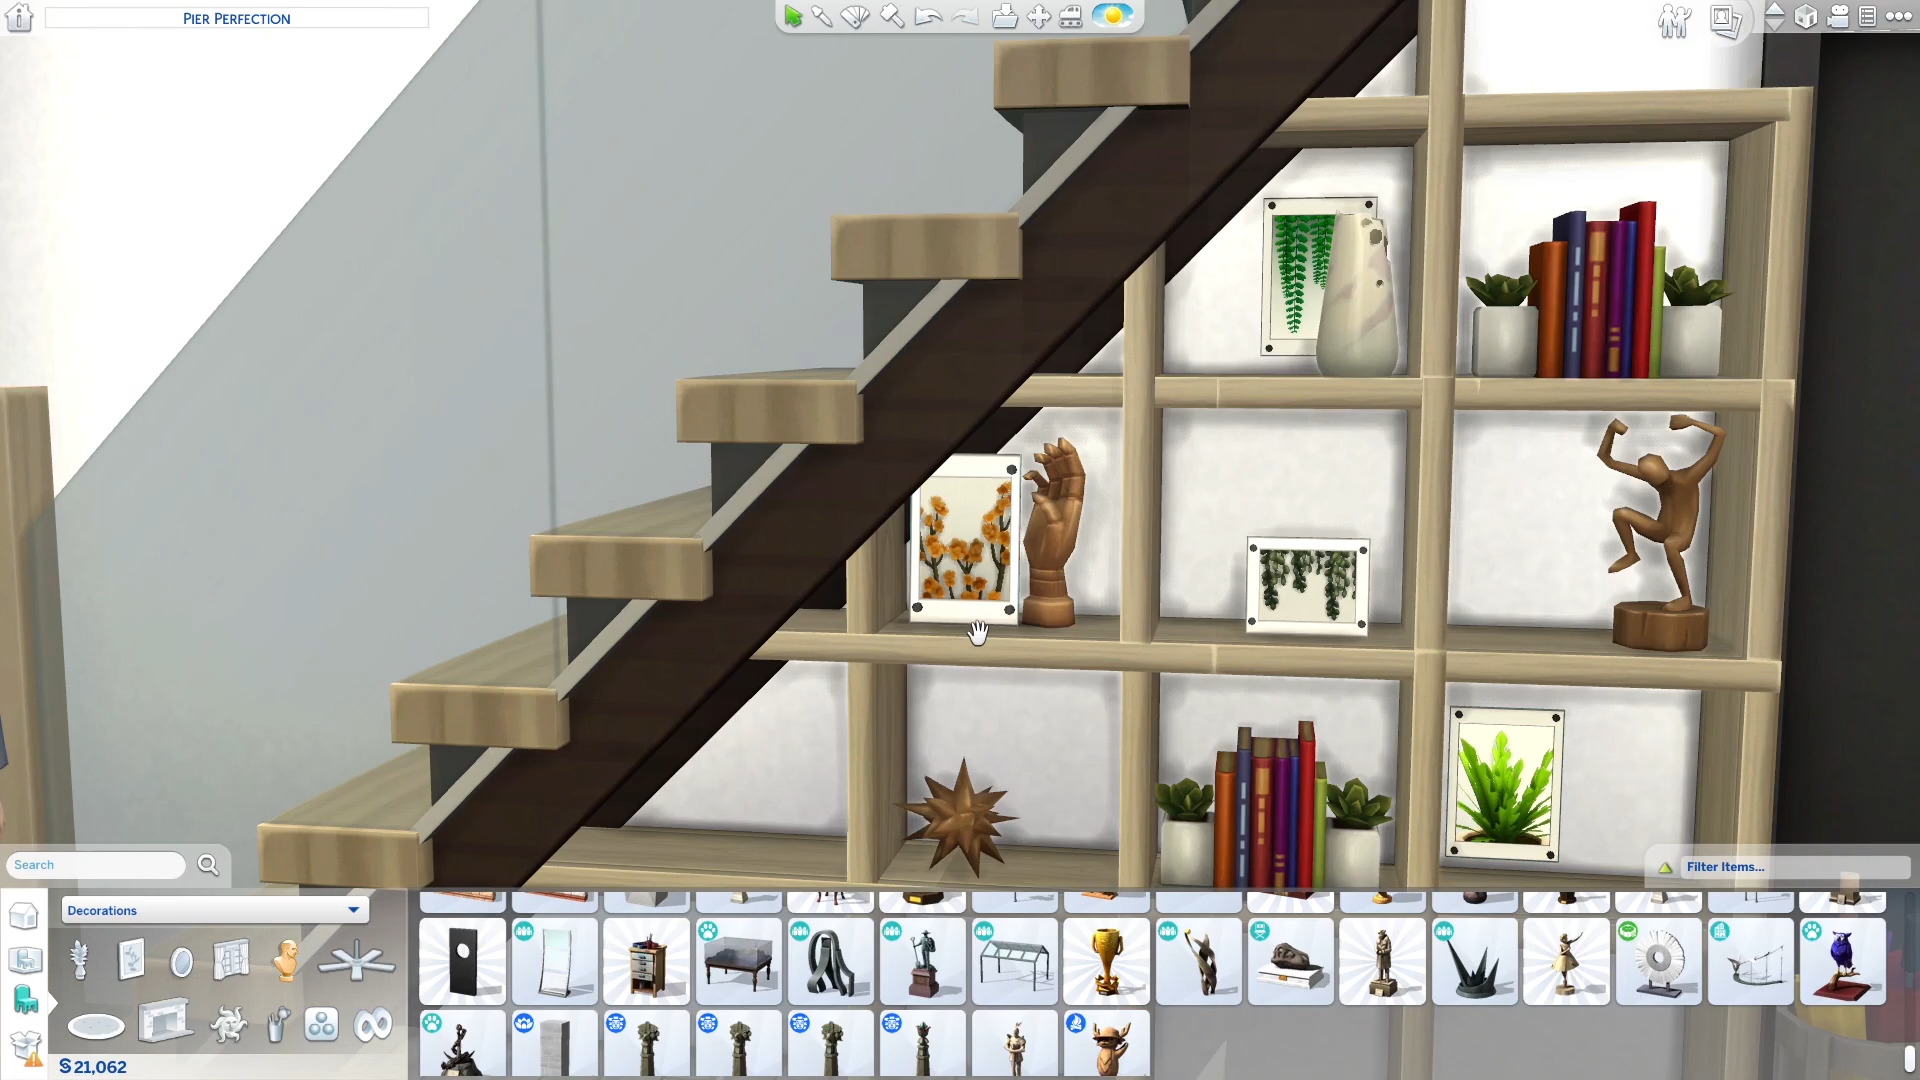 PIER PERFECTION
Search
Filter Items...
Decorations
§21,062